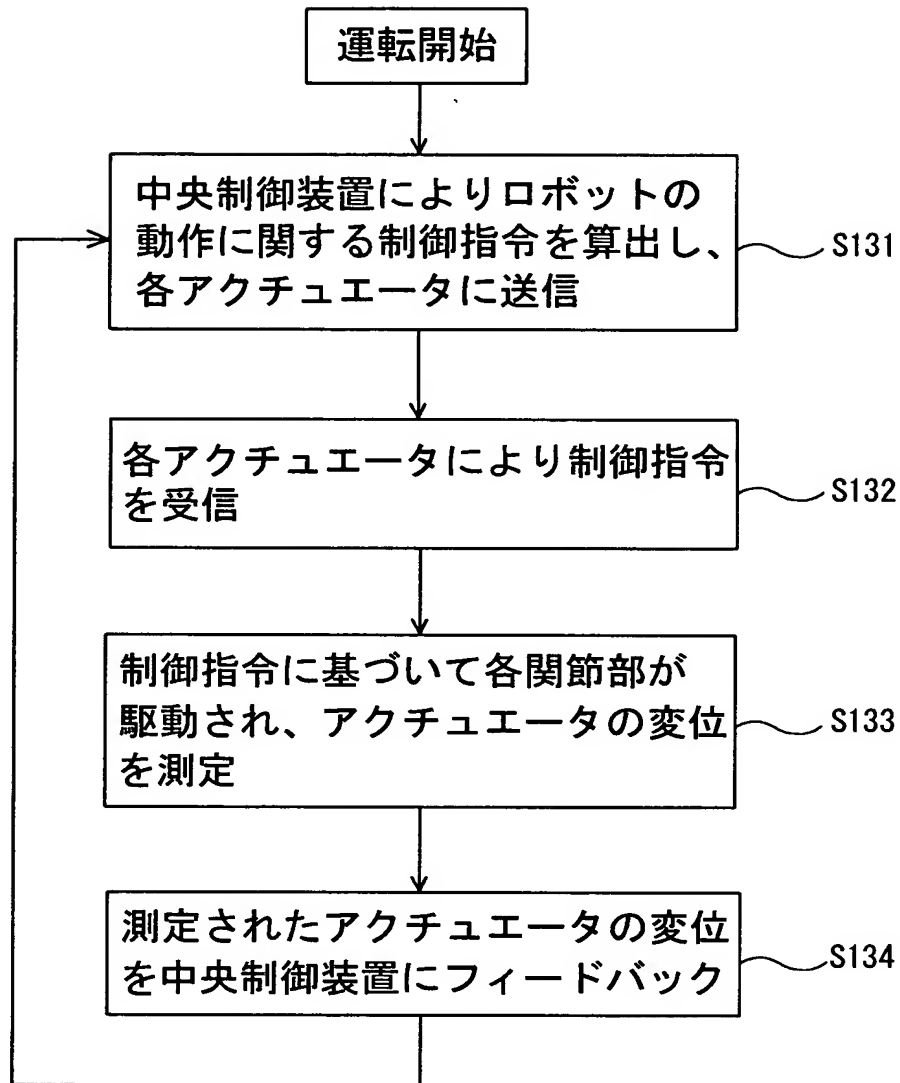 運転開始
中央制御装置によりロボットの
動作に関する制御指令を算出し、
各アクチュエータに送信
S131
各アクチュエータにより制御指令
を受信
S132
制御指令に基づいて各関節部が
駆動され、アクチュエータの変位
を測定
S133
測定されたアクチュエータの変位
を中央制御装置にフィードバック
S134